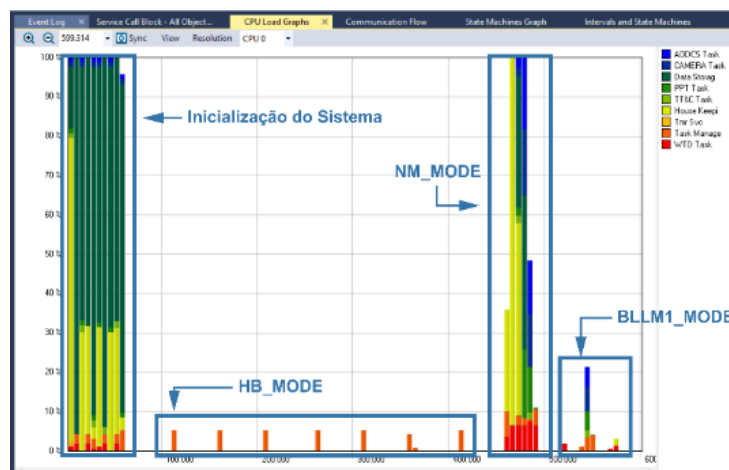 Event Log × Service Call Block - All Object... CPU Load Graphs × Communication Flow State Machines Graph Intervals and State Machines
599.314 Sync View Resolution CPU 0
100 %
90 %
80 %
70 %
60 %
50 %
40 %
30 %
20 %
10 %
0 %
Inicialização do Sistema
NM_MODE
HB_MODE
BLLM1_MODE
AODCS Task
CAMERA Task
Data Storag
PPT Task
TT&C Task
House Keepi
Tmr Svc
Task Manage
WTD Task
100.000 200.000 300.000 400.000 500.000 600